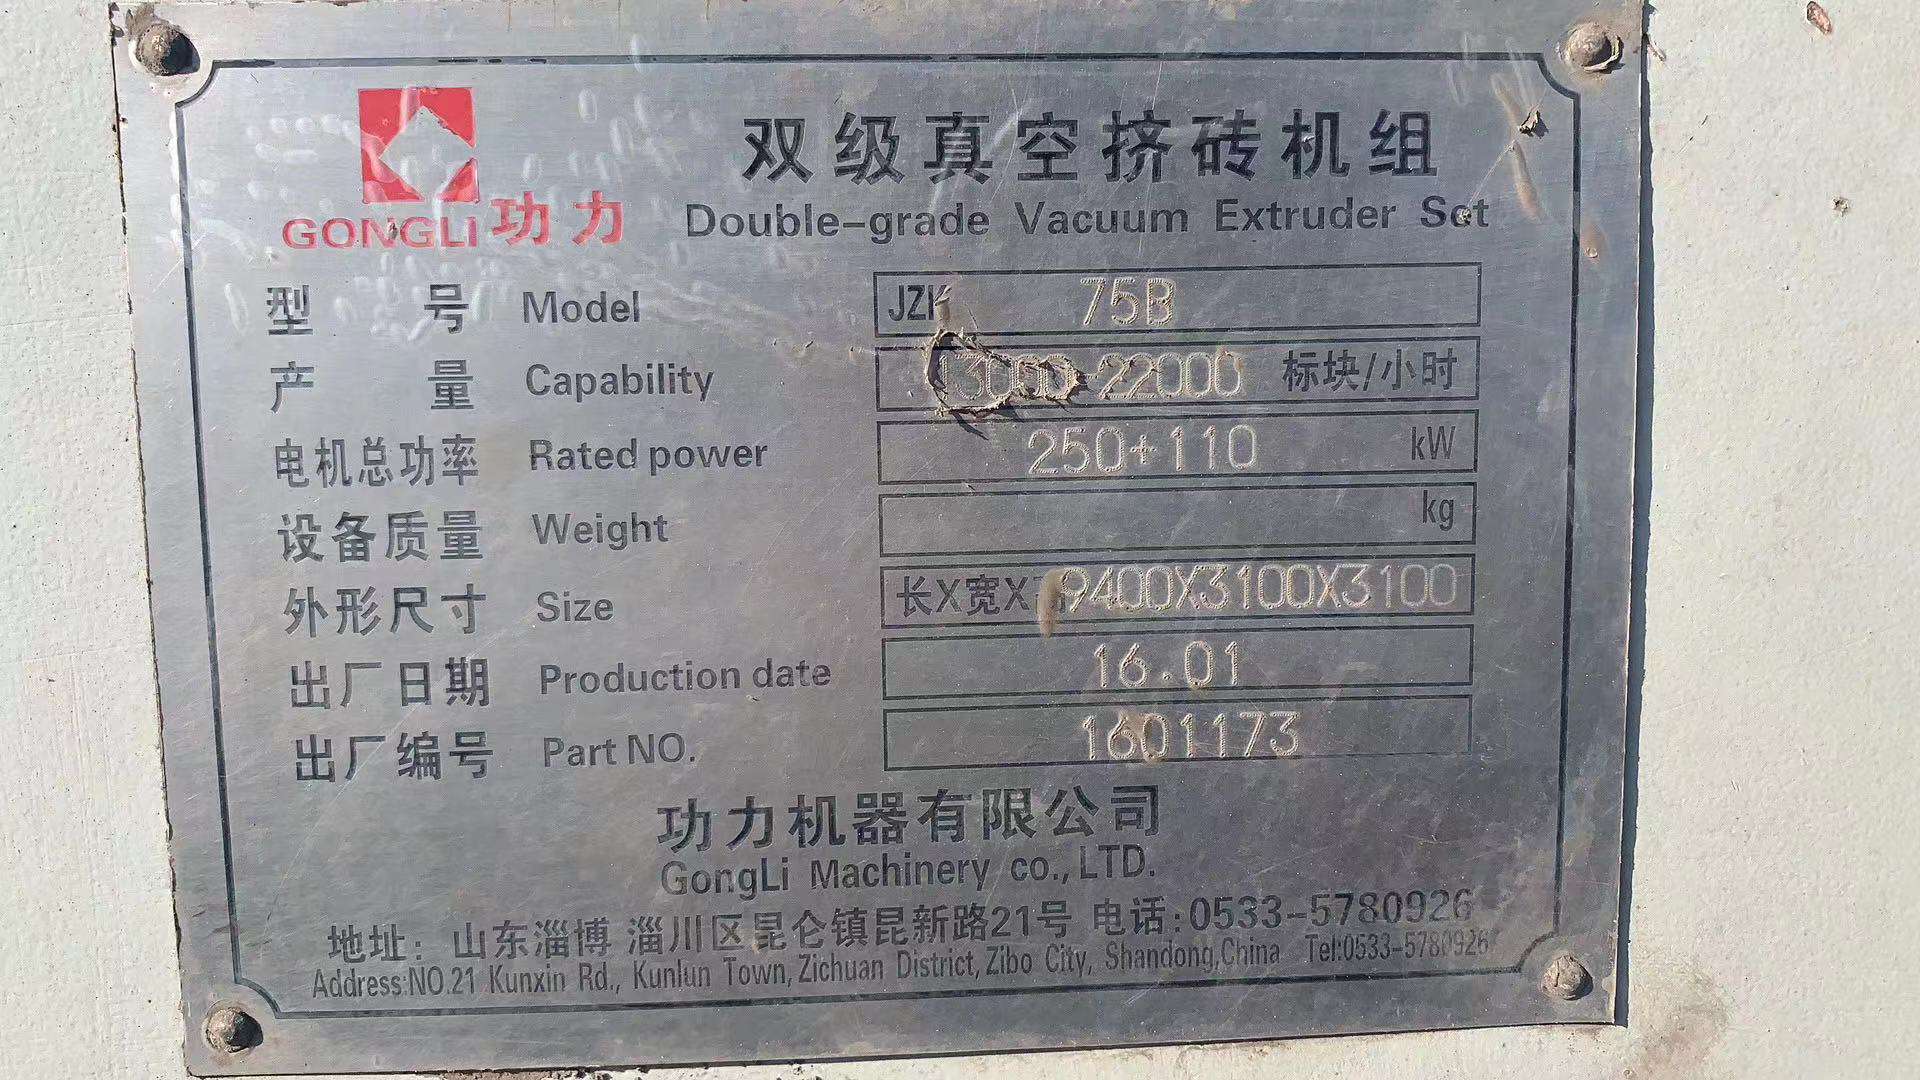 GONGLI 功力
双级真空挤砖机组
Double-grade Vacuum Extruder Set
型号 Model JZK 75B
产量 Capability 13000-22000 标块/小时
电机总功率 Rated power 250+110 kW
设备质量 Weight kg
外形尺寸 Size 长X宽X 9400X3100X3100
出厂日期 Production date 16.01
出厂编号 Part NO. 1601173
功力机器有限公司
GongLi Machinery co.,LTD.
地址: 山东淄博 淄川区昆仑镇昆新路21号 电话:0533-5780926
Address:NO.21 Kunxin Rd., Kunlun Town, Zichuan District, Zibo City, Shandong,China Tel:0533-5780926